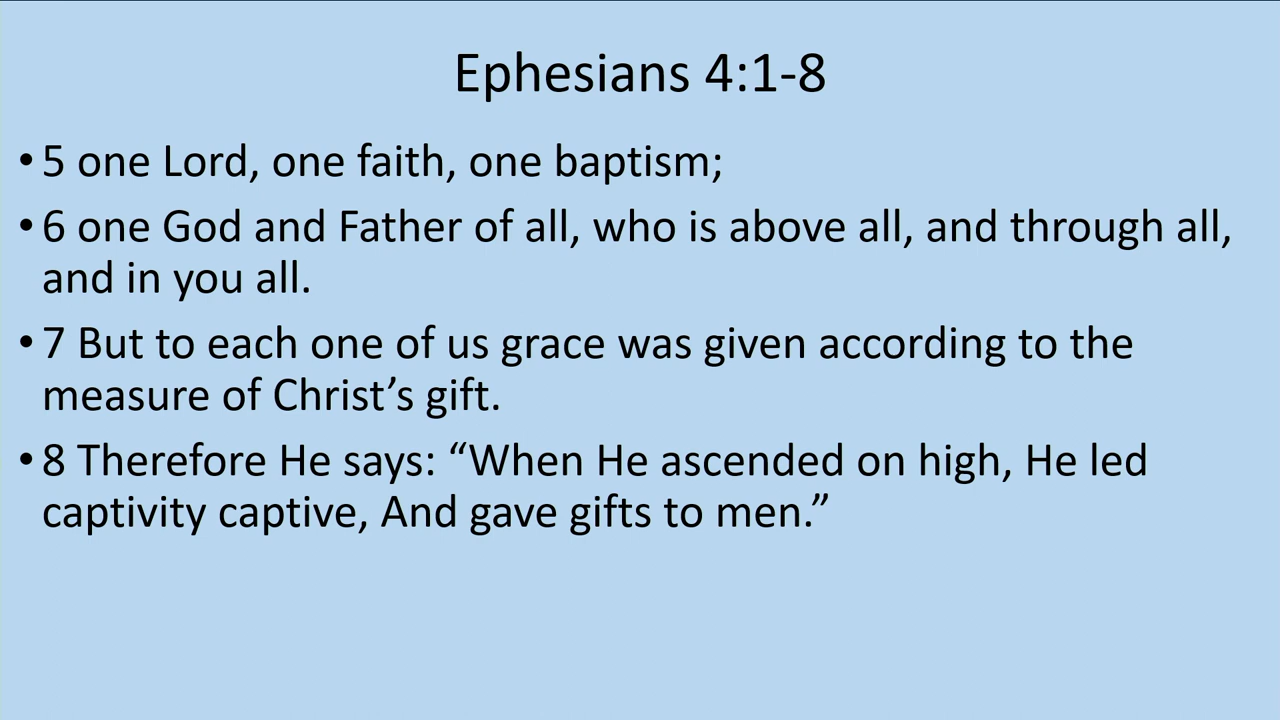 Ephesians 4:1-8
• 5 one Lord, one faith, one baptism;
• 6 one God and Father of all, who is above all, and through all,
and in you all.
• 7 But to each one of us grace was given according to the
measure of Christ’s gift.
• 8 Therefore He says: “When He ascended on high, He led
captivity captive, And gave gifts to men.”